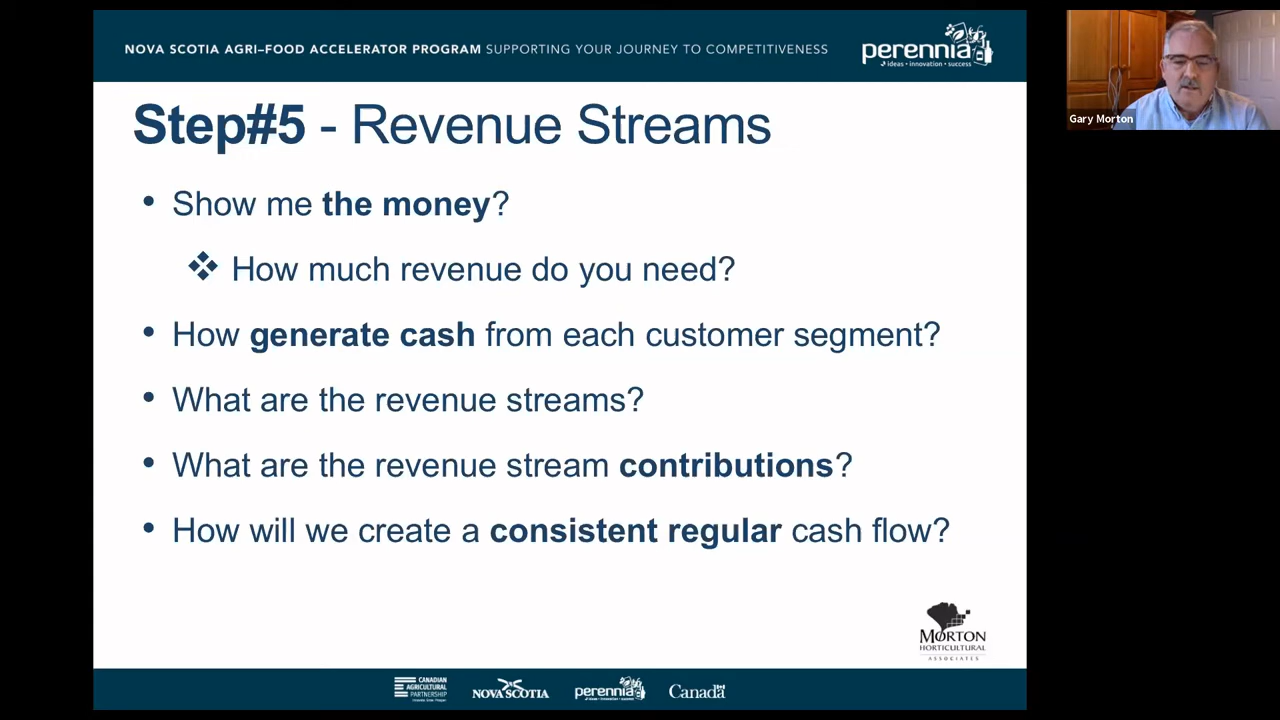 NOVA SCOTIA AGRI–FOOD ACCELERATOR PROGRAM SUPPORTING YOUR JOURNEY TO COMPETITIVENESS
perennia
ideas • innovation • success
Gary Morton
Step#5 - Revenue Streams
• Show me the money?
❖ How much revenue do you need?
• How generate cash from each customer segment?
• What are the revenue streams?
• What are the revenue stream contributions?
• How will we create a consistent regular cash flow?
MORTON
HORTICULTURAL
ASSOCIATES
CANADIAN
AGRICULTURAL
PARTNERSHIP
NOVA SCOTIA
perennia
ideas • innovation • success
Canada